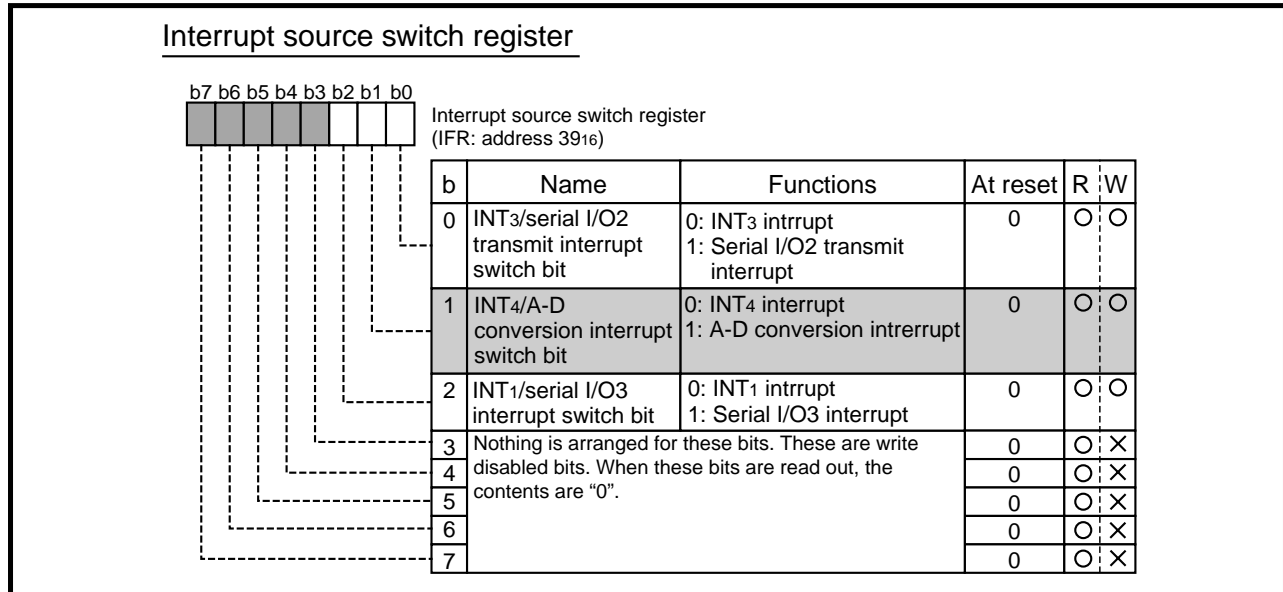 Interrupt source switch register
b7 b6 b5 b4 b3 b2 b1 b0
Interrupt source switch register
(IFR: address 3916)
b Name Functions At reset R W
0 INT3/serial I/O2 transmit interrupt switch bit 0: INT3 intrrupt 1: Serial I/O2 transmit interrupt 0 O O
1 INT4/A-D conversion interrupt switch bit 0: INT4 interrupt 1: A-D conversion intrerrupt 0 O O
2 INT1/serial I/O3 interrupt switch bit 0: INT1 intrrupt 1: Serial I/O3 interrupt 0 O O
3 Nothing is arranged for these bits. These are write 0 O ×
4 disabled bits. When these bits are read out, the 0 O ×
5 contents are “0”. 0 O ×
6 0 O ×
7 0 O ×